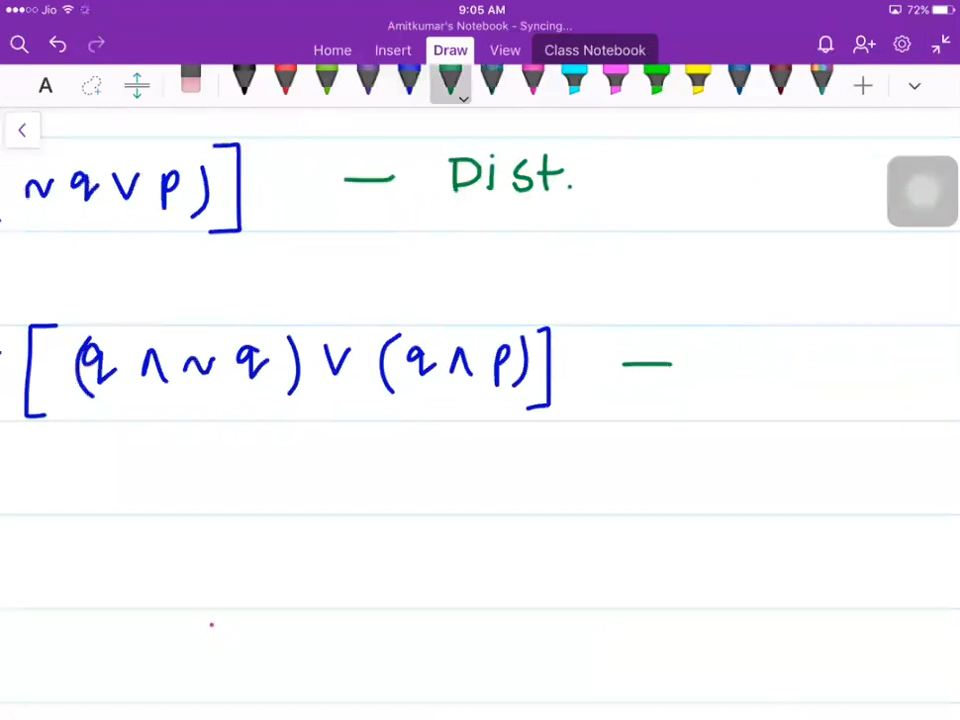 Jio 9:05 AM 72%
Amitkumar's Notebook - Syncing...
Home Insert Draw View Class Notebook
A
~ q ∨ p)] — Dist.
[(q ∧ ~ q) ∨ (q ∧ p)] —